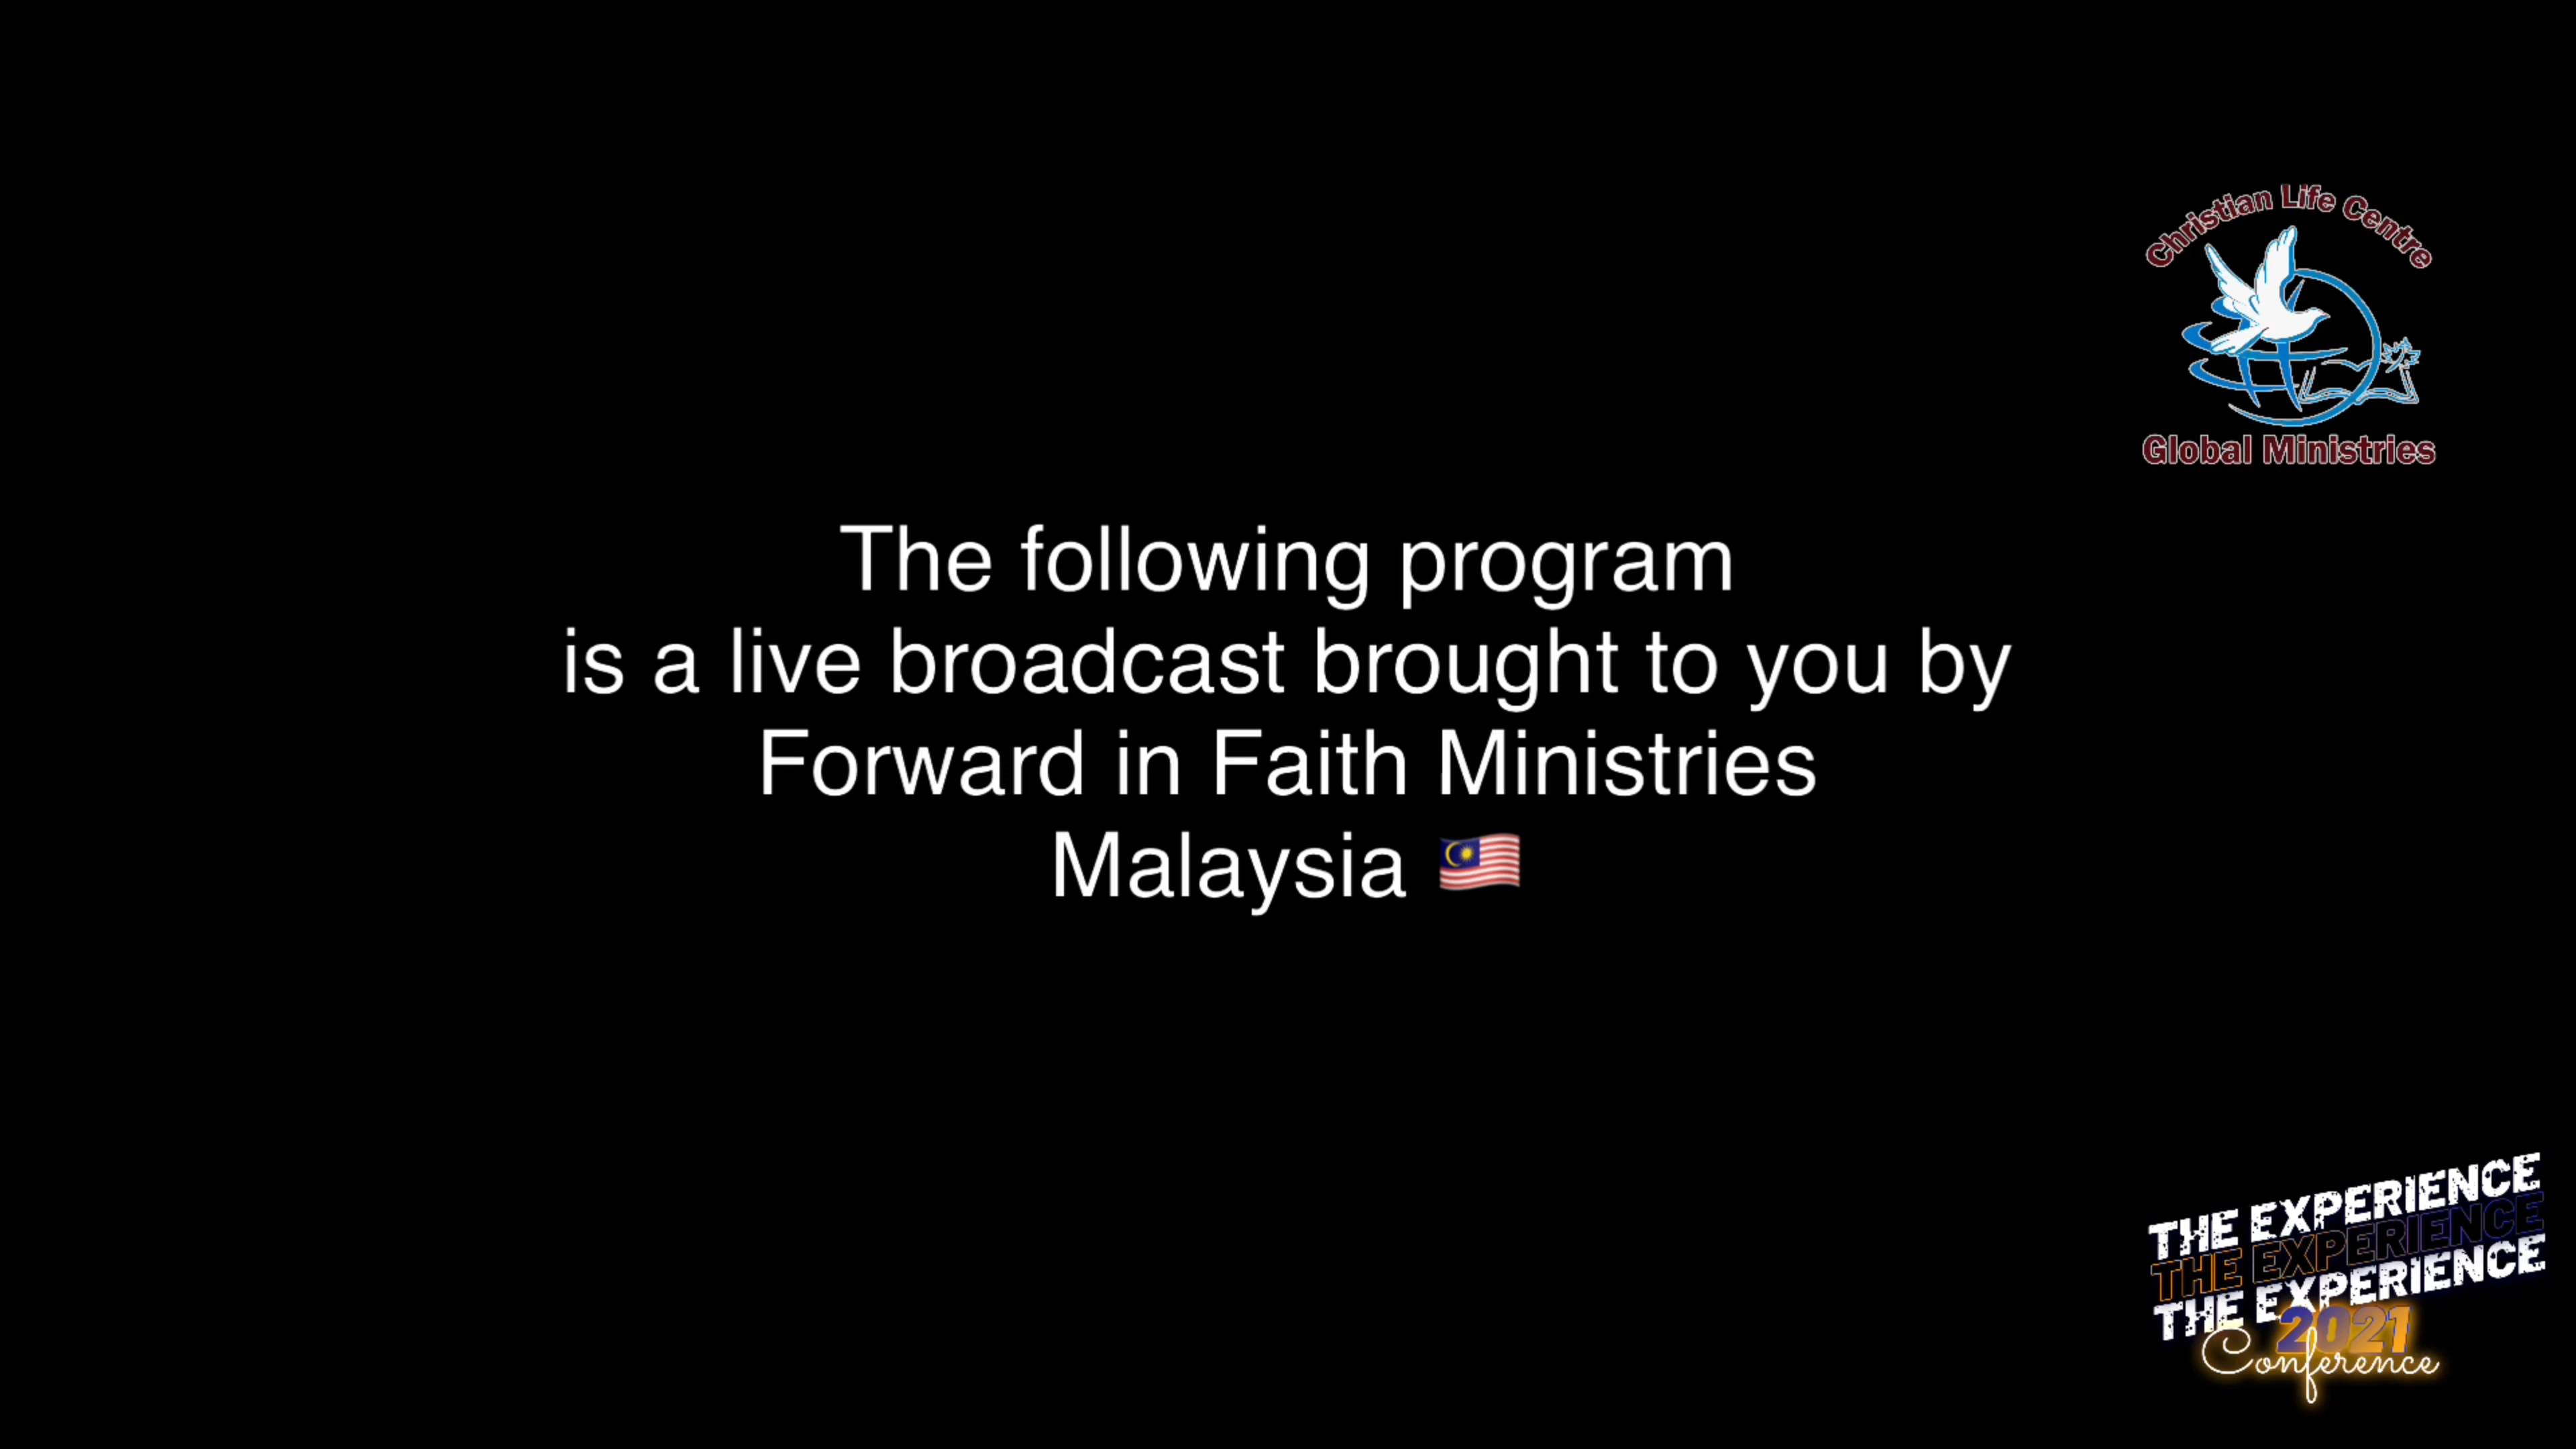 Christian Life Centre
Global Ministries
The following program
is a live broadcast brought to you by
Forward in Faith Ministries
Malaysia 🇲🇾
THE EXPERIENCE
THE EXPERIENCE
THE EXPERIENCE
2021
Conference